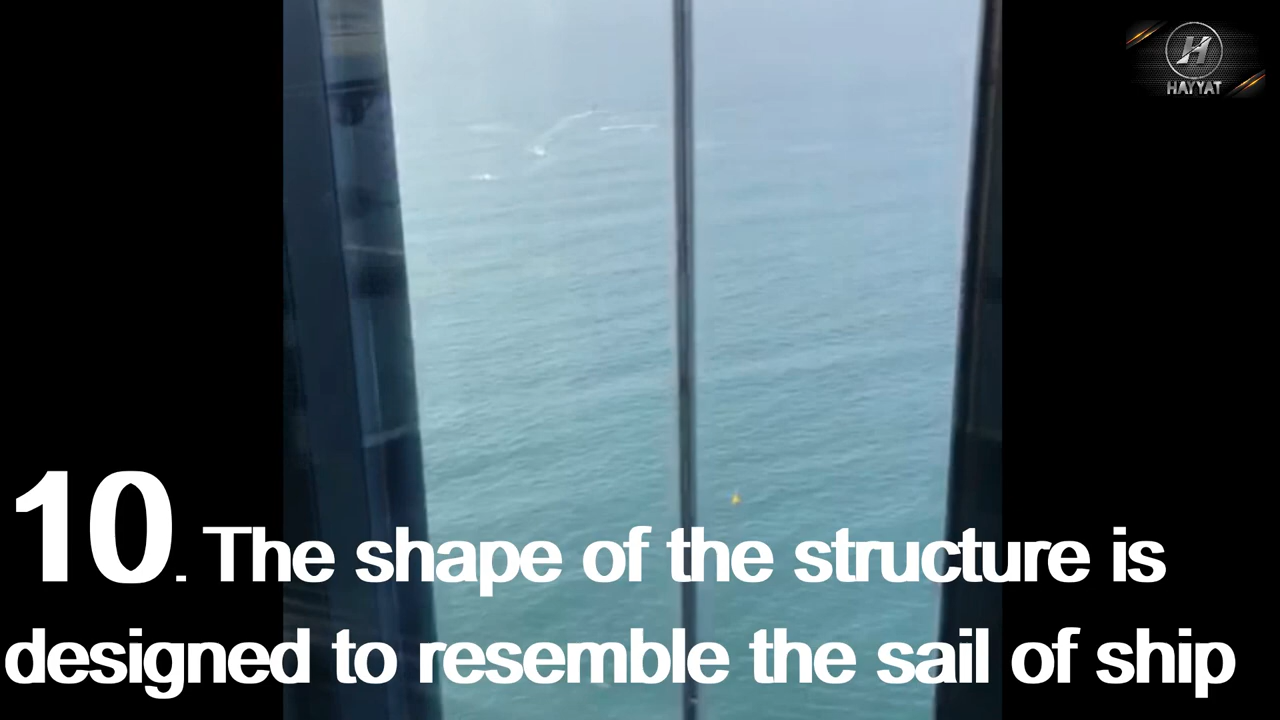 HAYYAT
10. The shape of the structure is
designed to resemble the sail of ship